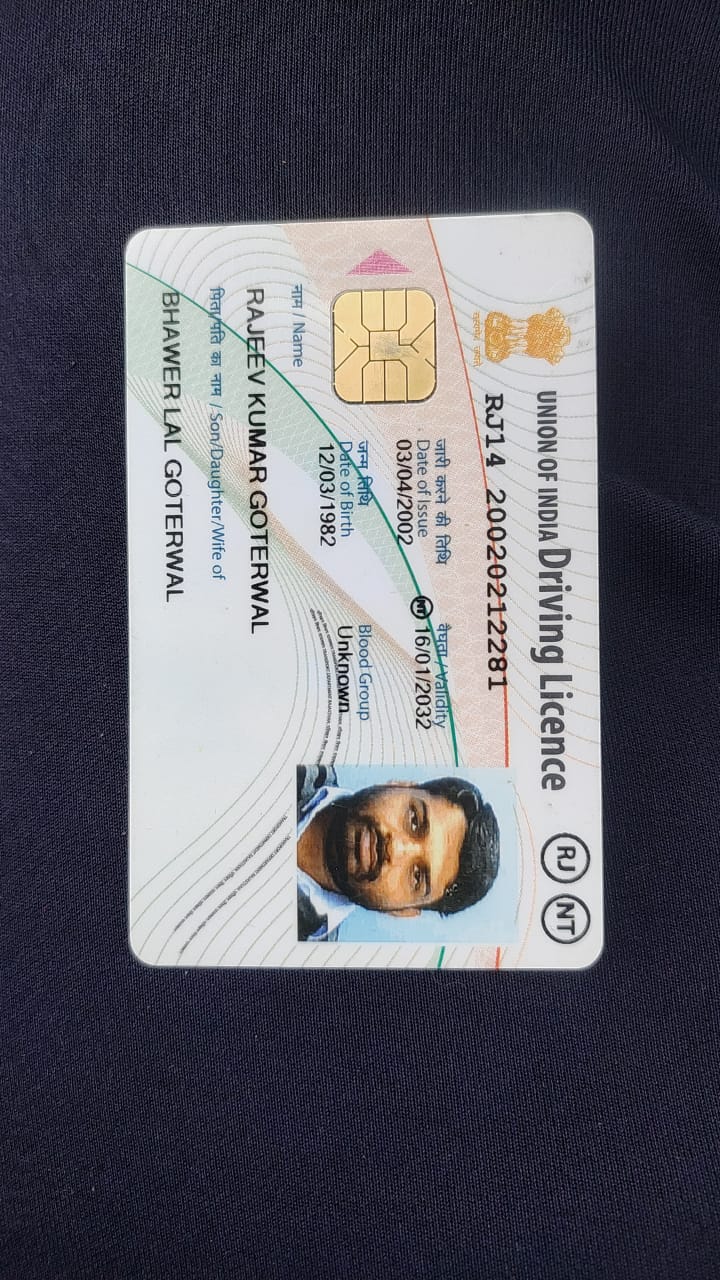 UNION OF INDIA Driving Licence
RJ NT
सत्यमेव जयते
RJ14 20020212281
जारी करने की तिथि
Date of Issue
03/04/2002
वैधता / Validity
NT 16/01/2032
जन्म तिथि
Date of Birth
12/03/1982
Blood Group
Unknown
नाम / Name
RAJEEV KUMAR GOTERWAL
पिता/पति का नाम / Son/Daughter/Wife of
BHAWER LAL GOTERWAL